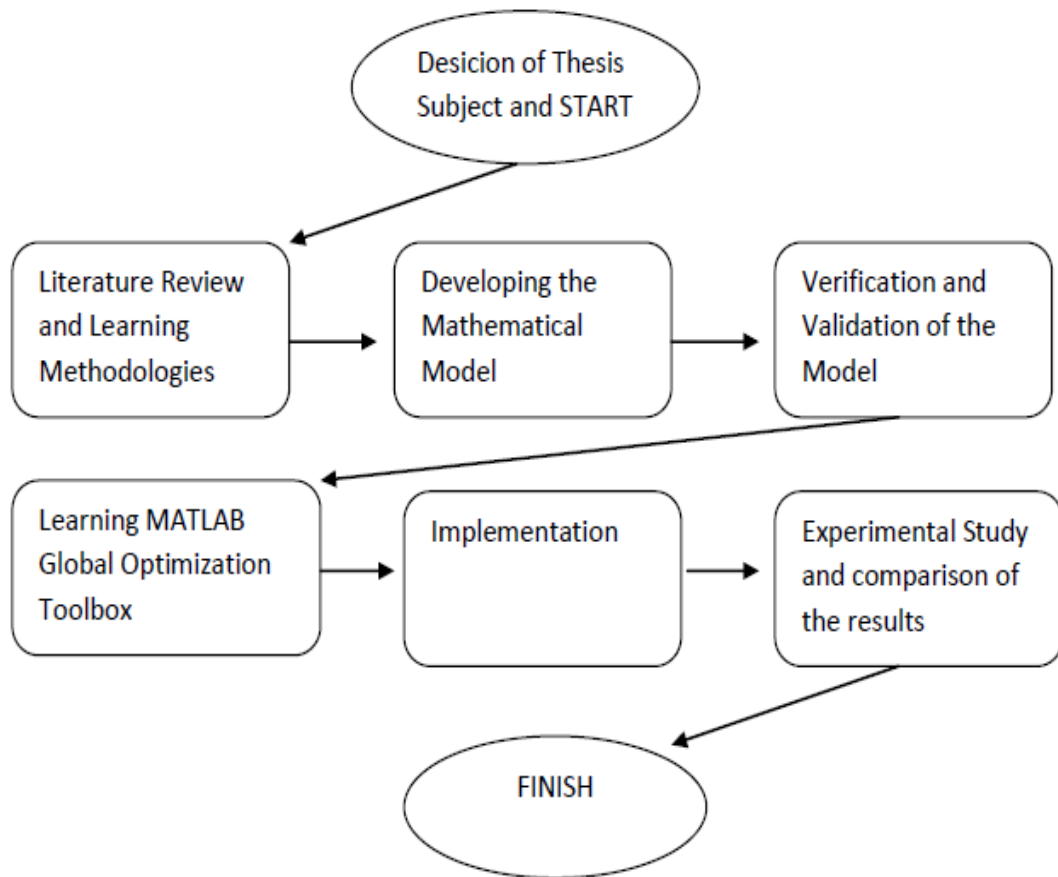 Desicion of Thesis
Subject and START
Literature Review
and Learning
Methodologies
Developing the
Mathematical
Model
Verification and
Validation of the
Model
Learning MATLAB
Global Optimization
Toolbox
Implementation
Experimental Study
and comparison of
the results
FINISH